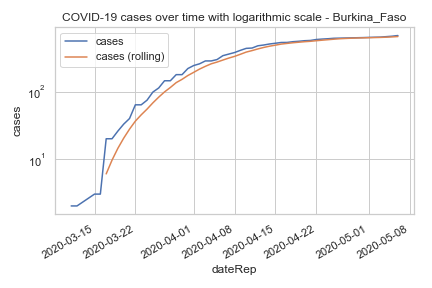 COVID-19 cases over time with logarithmic scale - Burkina_Faso
cases
cases (rolling)
10²
10¹
cases
2020-03-15
2020-03-22
2020-04-01
2020-04-08
2020-04-15
2020-04-22
2020-05-01
2020-05-08
dateRep